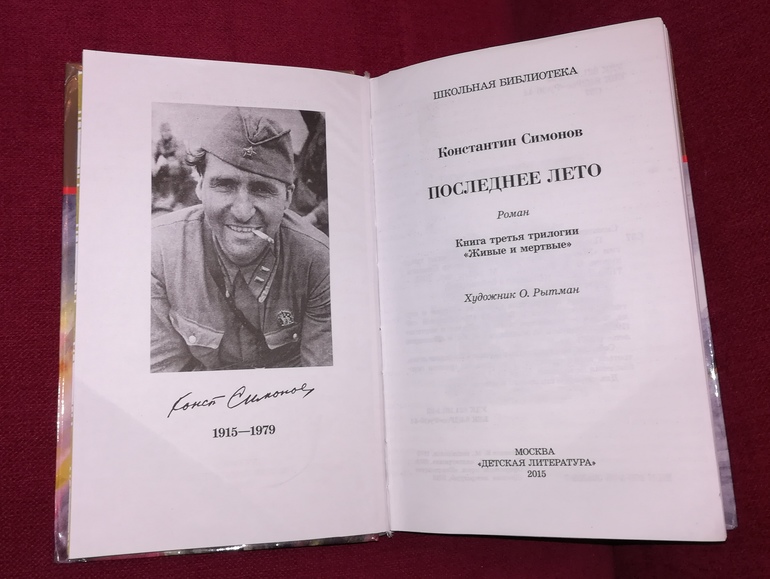 Конст Симонов
1915—1979
ШКОЛЬНАЯ БИБЛИОТЕКА
Константин Симонов
ПОСЛЕДНЕЕ ЛЕТО
Роман
Книга третья трилогии
«Живые и мертвые»
Художник О. Рытман
МОСКВА
«ДЕТСКАЯ ЛИТЕРАТУРА»
2015